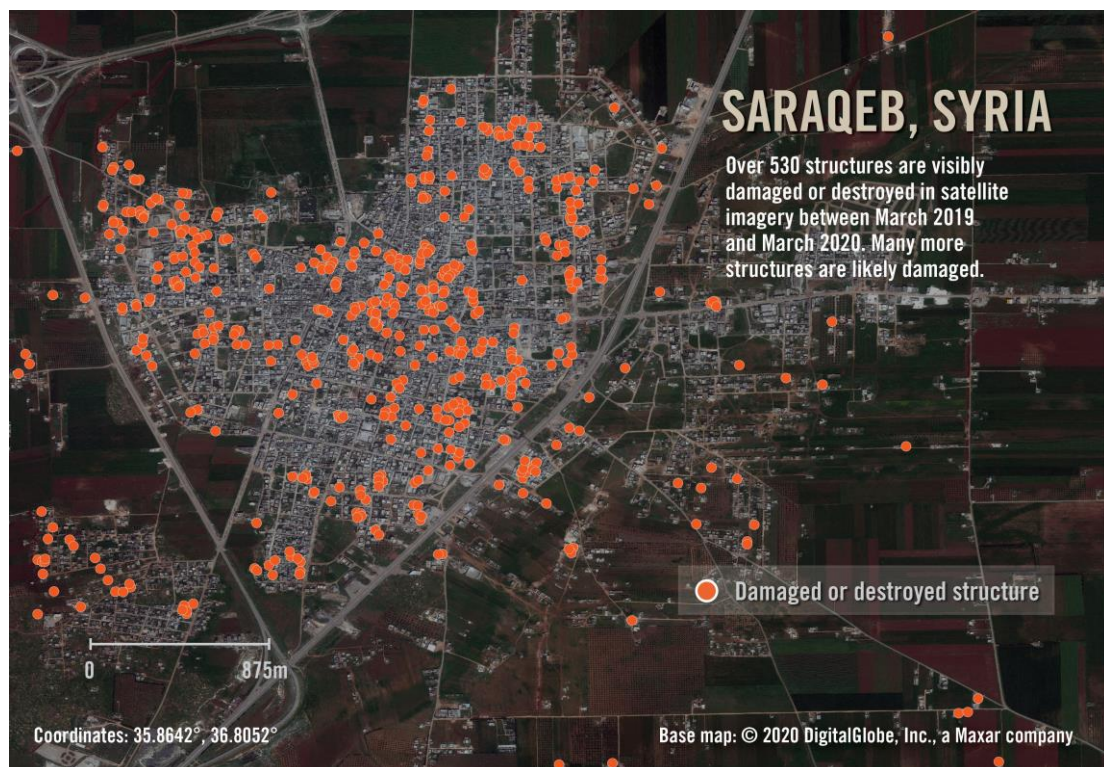 SARAQEB, SYRIA
Over 530 structures are visibly
damaged or destroyed in satellite
imagery between March 2019
and March 2020. Many more
structures are likely damaged.
Damaged or destroyed structure
0 875m
Coordinates: 35.8642°, 36.8052°
Base map: © 2020 DigitalGlobe, Inc., a Maxar company